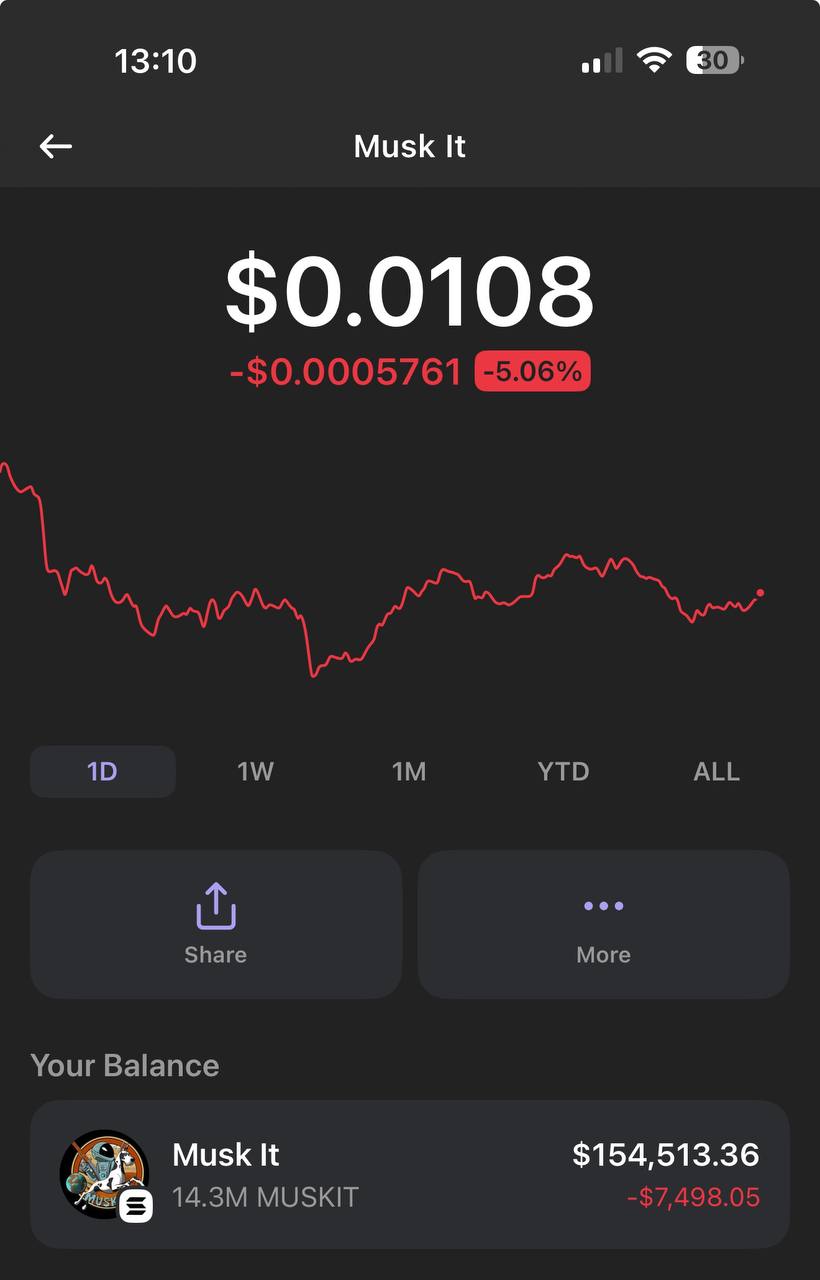 13:10
30
Musk It
$0.0108
-$0.0005761 -5.06%
1D 1W 1M YTD ALL
Share More
Your Balance
Musk It $154,513.36
14.3M MUSKIT -$7,498.05
MUSK